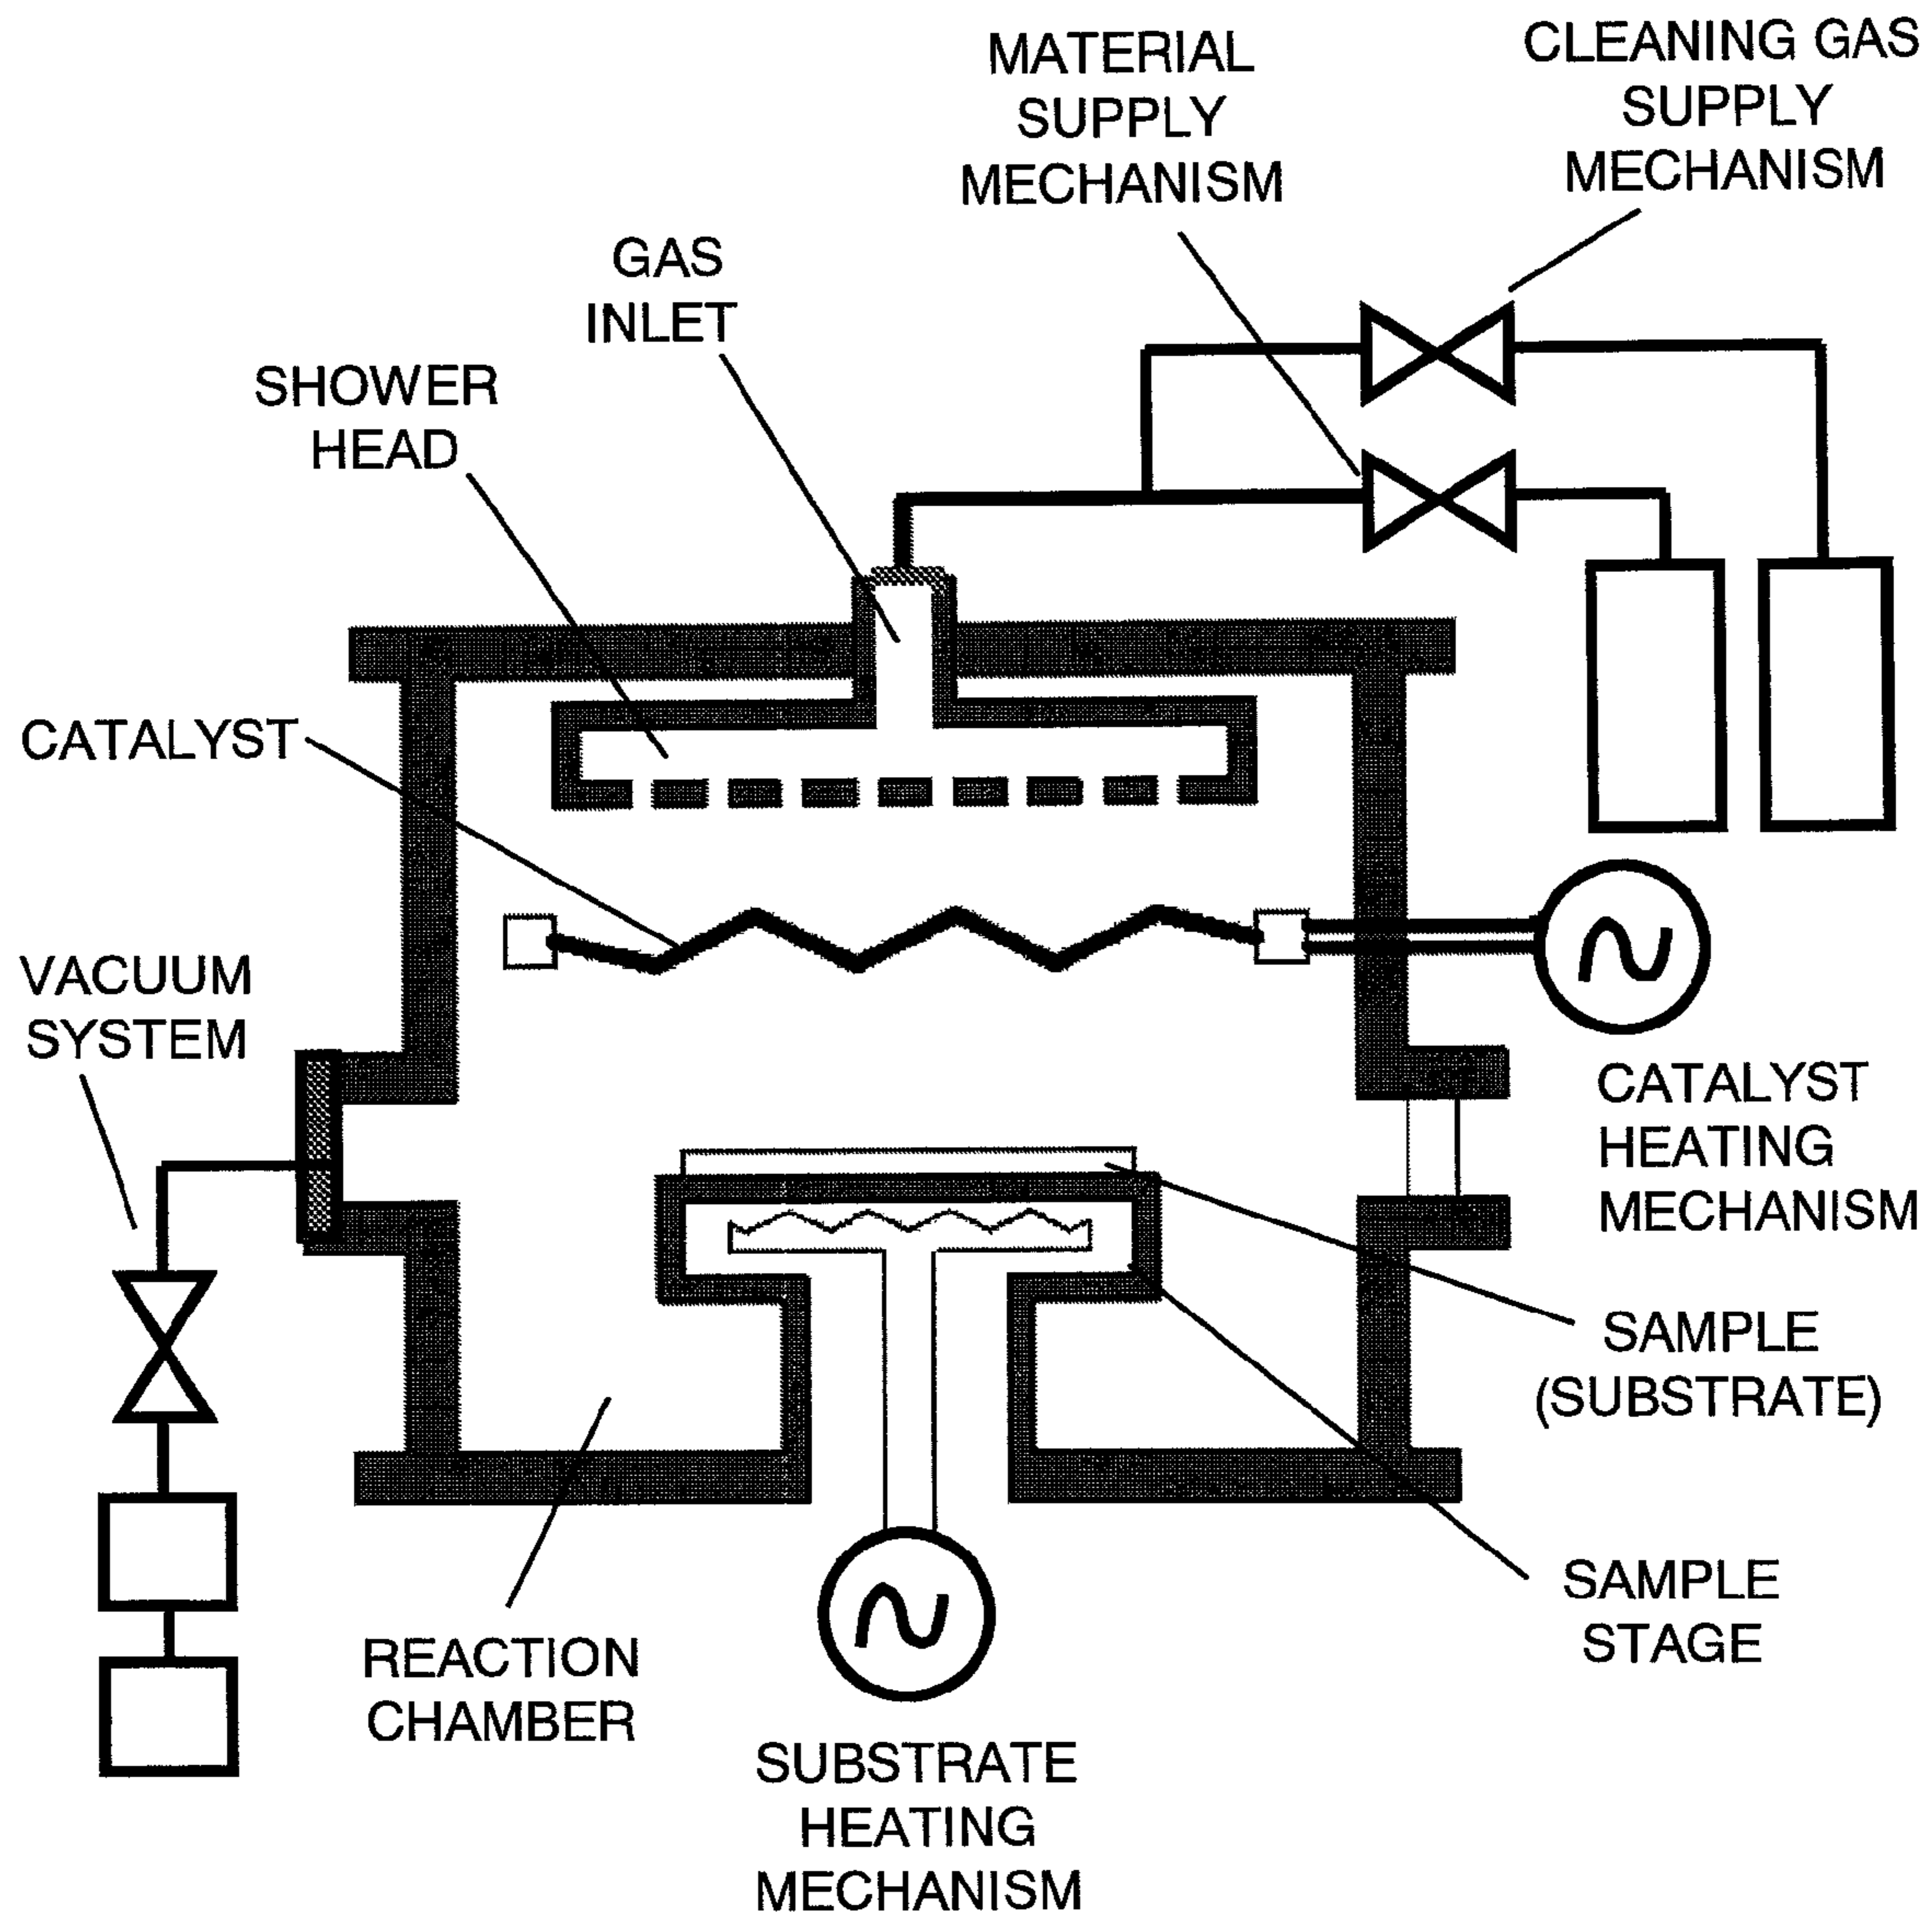 MATERIAL
SUPPLY
MECHANISM
CLEANING GAS
SUPPLY
MECHANISM
GAS
INLET
SHOWER
HEAD
CATALYST
VACUUM
SYSTEM
CATALYST
HEATING
MECHANISM
SAMPLE
(SUBSTRATE)
SAMPLE
STAGE
REACTION
CHAMBER
SUBSTRATE
HEATING
MECHANISM